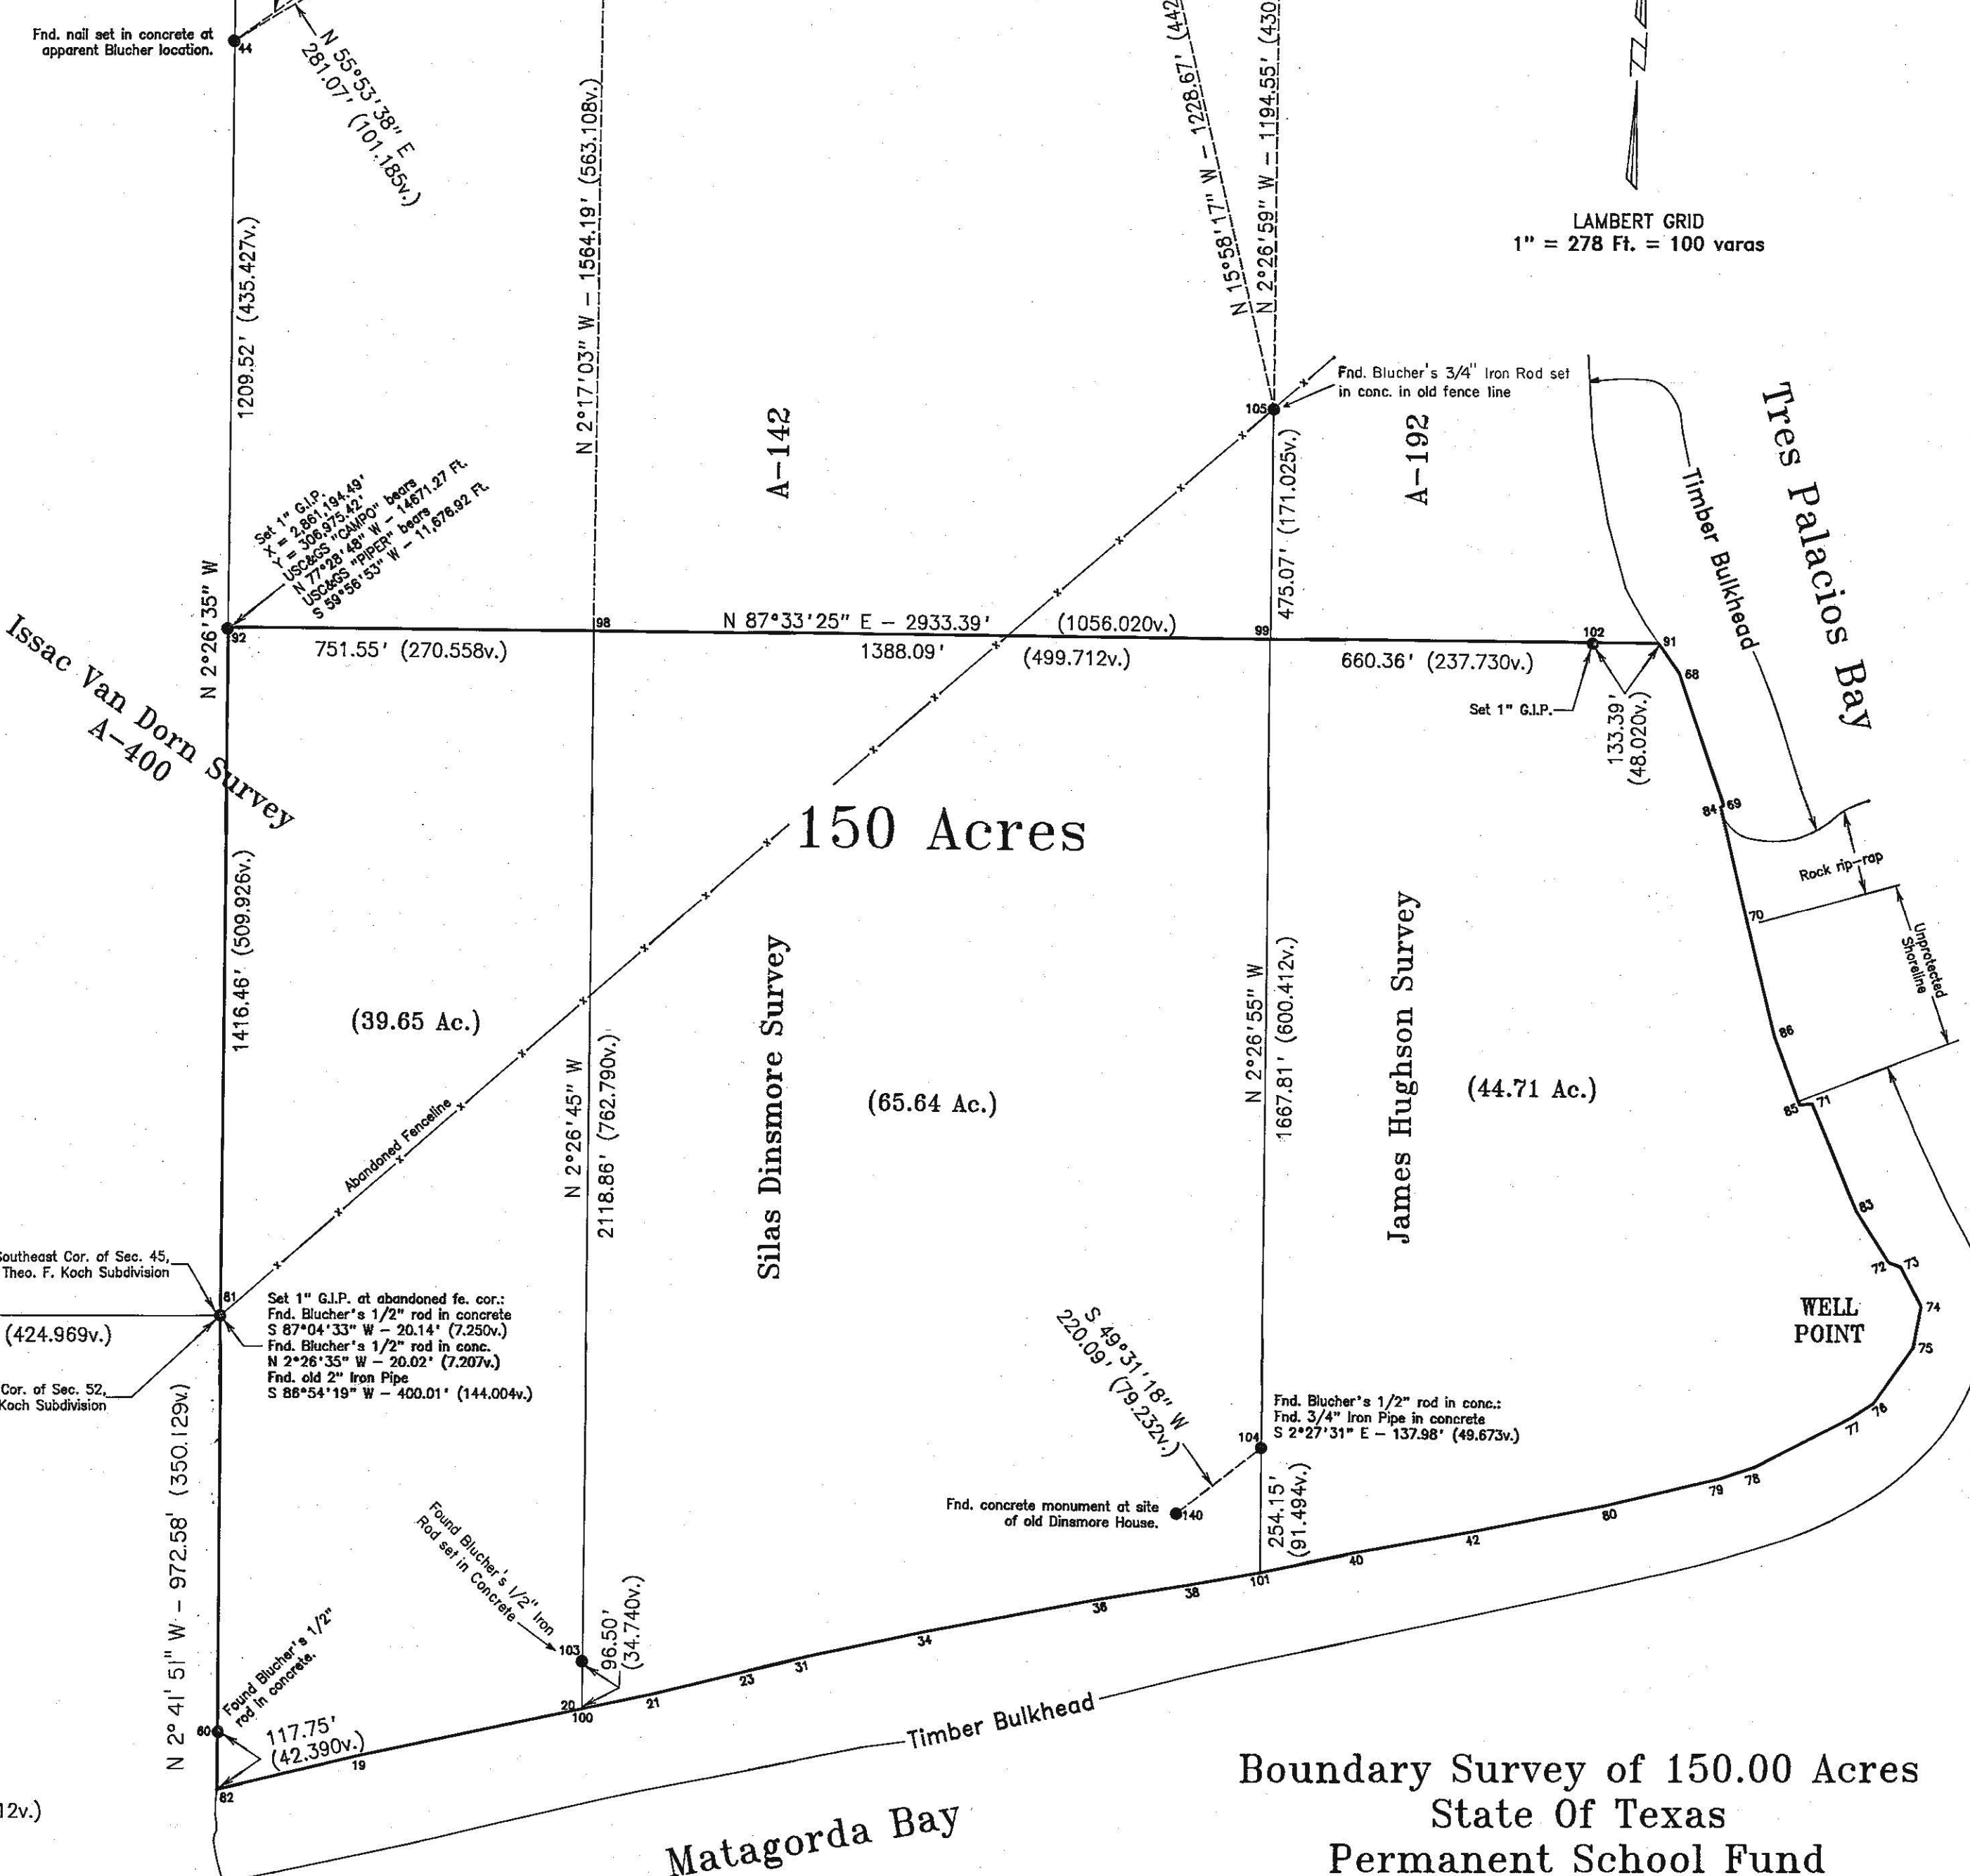 Fnd. nail set in concrete at
apparent Blucher location.
44
N 55°53'38" E
281.07' (101.185v.)
1209.52' (435.427v.)
N 2°17'03" W – 1564.19' (563.108v.)
N 15°58'17" W – 1228.67' (442
N 2°26'59" W – 1194.55' (430
LAMBERT GRID
1" = 278 Ft. = 100 varas
A-142
105
Fnd. Blucher's 3/4" Iron Rod set
in conc. in old fence line
475.07' (171.025v.)
A-192
Timber Bulkhead
Tres Palacios Bay
Set 1" G.I.P.
X = 2,861,194.49'
Y = 306,975.42'
USC&GS "CAMPO" bears
N 77°28'48" W – 14671.27 Ft.
USC&GS "PIPER" bears
S 59°56'53" W – 11,676.92 Ft.
N 2°26'35" W
92
98
N 87°33'25" E – 2933.39' (1056.020v.)
99
102
91
751.55' (270.558v.)
1388.09' (499.712v.)
660.36' (237.730v.)
68
Set 1" G.I.P.
133.39'
(48.020v.)
Issac Van Dorn Survey
A-400
84
69
150 Acres
Rock rip-rap
70
Unprotected
Shoreline
1416.46' (509.926v.)
(39.65 Ac.)
Silas Dinsmore Survey
(65.64 Ac.)
N 2°26'45" W
2118.86' (762.790v.)
N 2°26'55" W
1667.81' (600.412v.)
James Hughson Survey
(44.71 Ac.)
86
85
71
Abandoned Fenceline
83
72
73
74
75
WELL
POINT
Southeast Cor. of Sec. 45,
Theo. F. Koch Subdivision
81
(424.969v.)
Set 1" G.I.P. at abandoned fe. cor.:
Fnd. Blucher's 1/2" rod in concrete
S 87°04'33" W – 20.14' (7.250v.)
Fnd. Blucher's 1/2" rod in conc.
N 2°26'35" W – 20.02' (7.207v.)
Fnd. old 2" Iron Pipe
S 86°54'19" W – 400.01' (144.004v.)
Cor. of Sec. 52,
Koch Subdivision
N 2° 41' 51" W – 972.58' (350.129v.)
S 49°31'18" W
220.09' (79.232v.)
Fnd. Blucher's 1/2" rod in conc.:
Fnd. 3/4" Iron Pipe in concrete
S 2°27'31" E – 137.98' (49.673v.)
104
Fnd. concrete monument at site
of old Dinsmore House.
140
254.15'
(91.494v.)
76
77
78
79
80
42
40
101
38
36
34
31
23
21
Found Blucher's 1/2" Iron
Rod set in Concrete
103
96.50'
(34.740v.)
20
100
Found Blucher's 1/2"
rod in concrete.
60
117.75'
(42.390v.)
19
82
12v.)
Timber Bulkhead
Matagorda Bay
Boundary Survey of 150.00 Acres
State Of Texas
Permanent School Fund